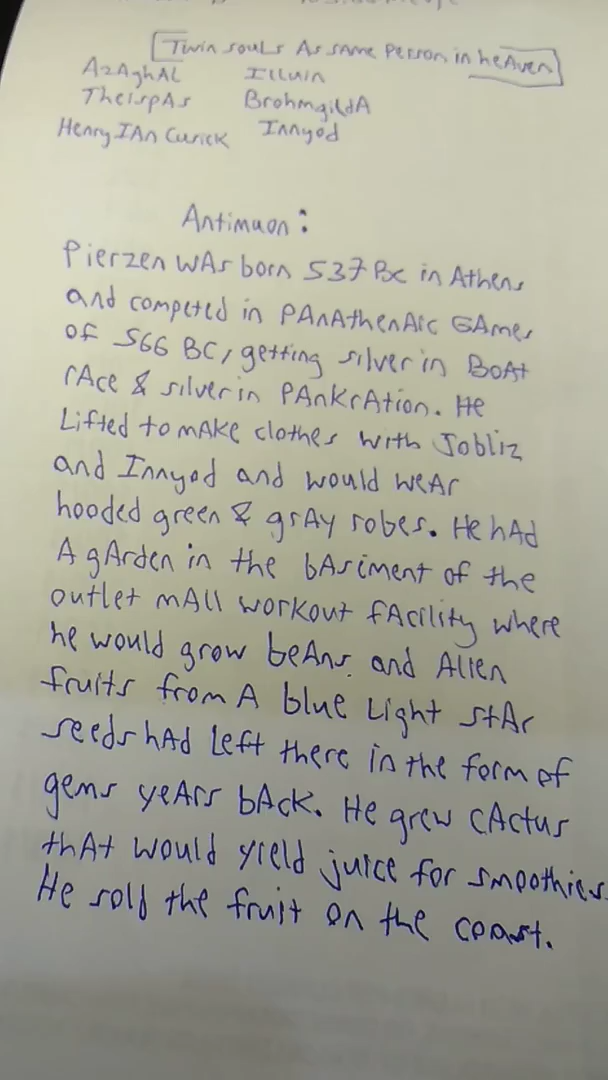 Twin souls As same Person in heAven
AzAghAL Illuin
TheispAs BrohmgildA
Henry IAn Curick Innyod
Antimuon:
Pierzen wAs born 537 Bc in Athens
and competed in PAnAthenAic GAmes
of 566 BC, getting silver in BoAt
rAce & silver in PAnkrAtion. He
Lifted to mAke clothes with Jobliz
and Innyod and would weAr
hooded green & grAy robes. He hAd
A gArden in the bAsiment of the
outlet mAll workout fAcility where
he would grow beAns and Alien
fruits from A blue Light stAr
seeds hAd left there in the form of
gems yeArs bAck. He grew cActus
thAt would yield juice for smoothies.
He sold the fruit on the coast.